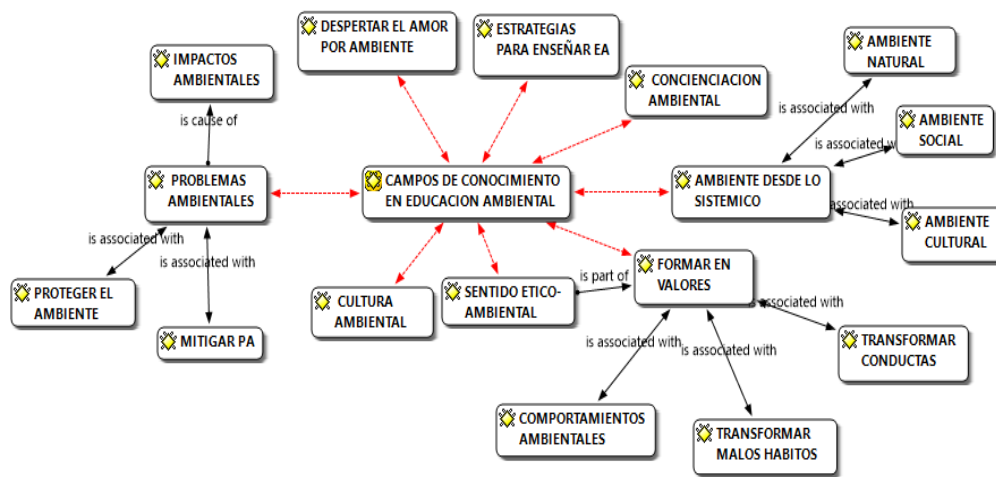 DESPERTAR EL AMOR
POR AMBIENTE
ESTRATEGIAS
PARA ENSEÑAR EA
AMBIENTE
NATURAL
IMPACTOS
AMBIENTALES
CONCIENCIACION
AMBIENTAL
is associated with
is cause of
AMBIENTE
SOCIAL
is associated w
PROBLEMAS
AMBIENTALES
CAMPOS DE CONOCIMIENTO
EN EDUCACION AMBIENTAL
AMBIENTE DESDE LO
SISTEMICO
associated with
AMBIENTE
CULTURAL
is associated with
is associated with
PROTEGER EL
AMBIENTE
CULTURA
AMBIENTAL
SENTIDO ETICO-
AMBIENTAL
is part of
FORMAR EN
VALORES
is associated with
MITIGAR PA
is associated with
is associated with
TRANSFORMAR
CONDUCTAS
COMPORTAMIENTOS
AMBIENTALES
TRANSFORMAR
MALOS HABITOS